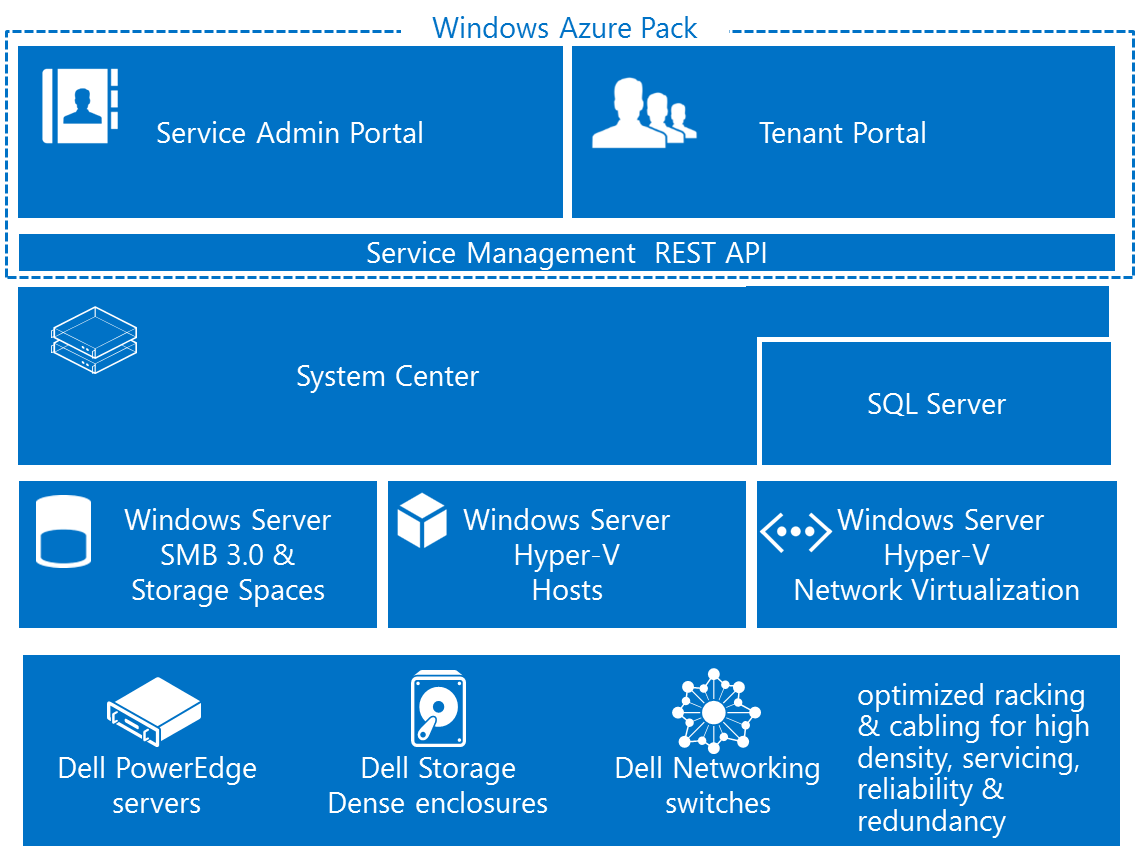 Windows Azure Pack
Service Admin Portal
Tenant Portal
Service Management REST API
System Center
SQL Server
Windows Server
SMB 3.0 &
Storage Spaces
Windows Server
Hyper-V
Hosts
Windows Server
Hyper-V
Network Virtualization
Dell PowerEdge
servers
Dell Storage
Dense enclosures
Dell Networking
switches
optimized racking
& cabling for high
density, servicing,
reliability &
redundancy